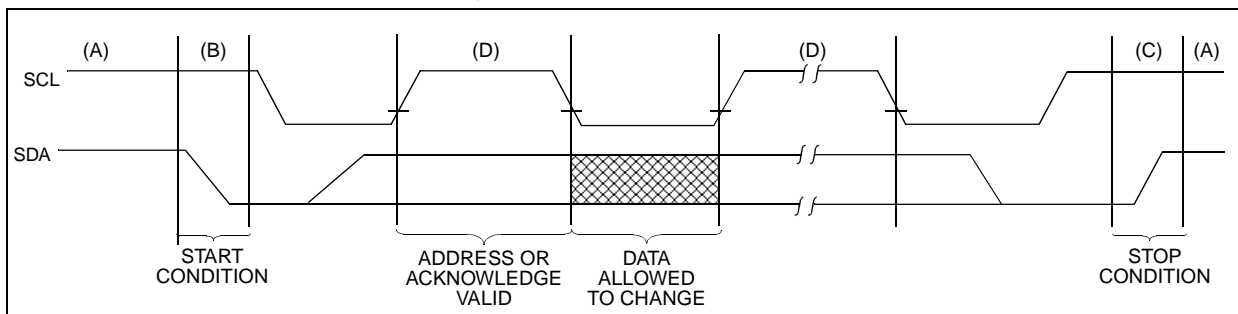 (A) (B) (D) (D) (C) (A)
SCL
SDA
START
CONDITION
ADDRESS OR
ACKNOWLEDGE
VALID
DATA
ALLOWED
TO CHANGE
STOP
CONDITION